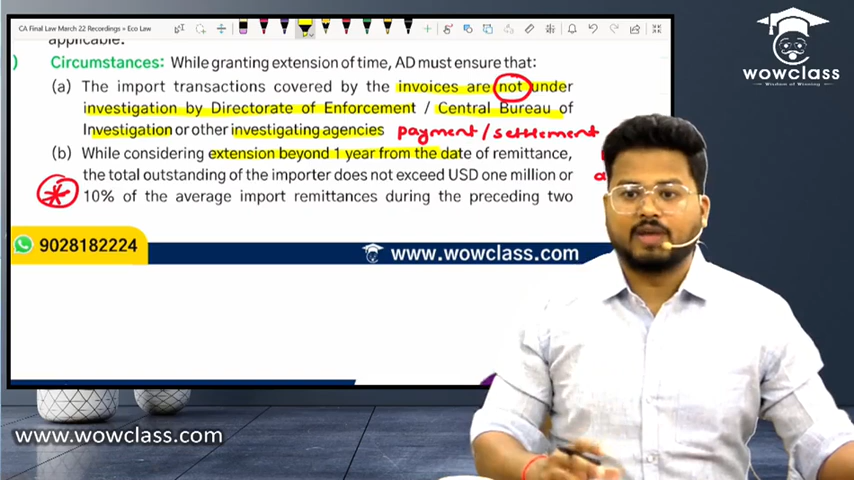 CA Final Law March 22 Recordings » Eco Law
applicable.
Circumstances: While granting extension of time, AD must ensure that:
(a) The import transactions covered by the invoices are not under
investigation by Directorate of Enforcement / Central Bureau of
Investigation or other investigating agencies payment/settlement
(b) While considering extension beyond 1 year from the date of remittance,
the total outstanding of the importer does not exceed USD one million or
10% of the average import remittances during the preceding two
9028182224
www.wowclass.com
www.wowclass.com
wowclass
Wisdom of Winning